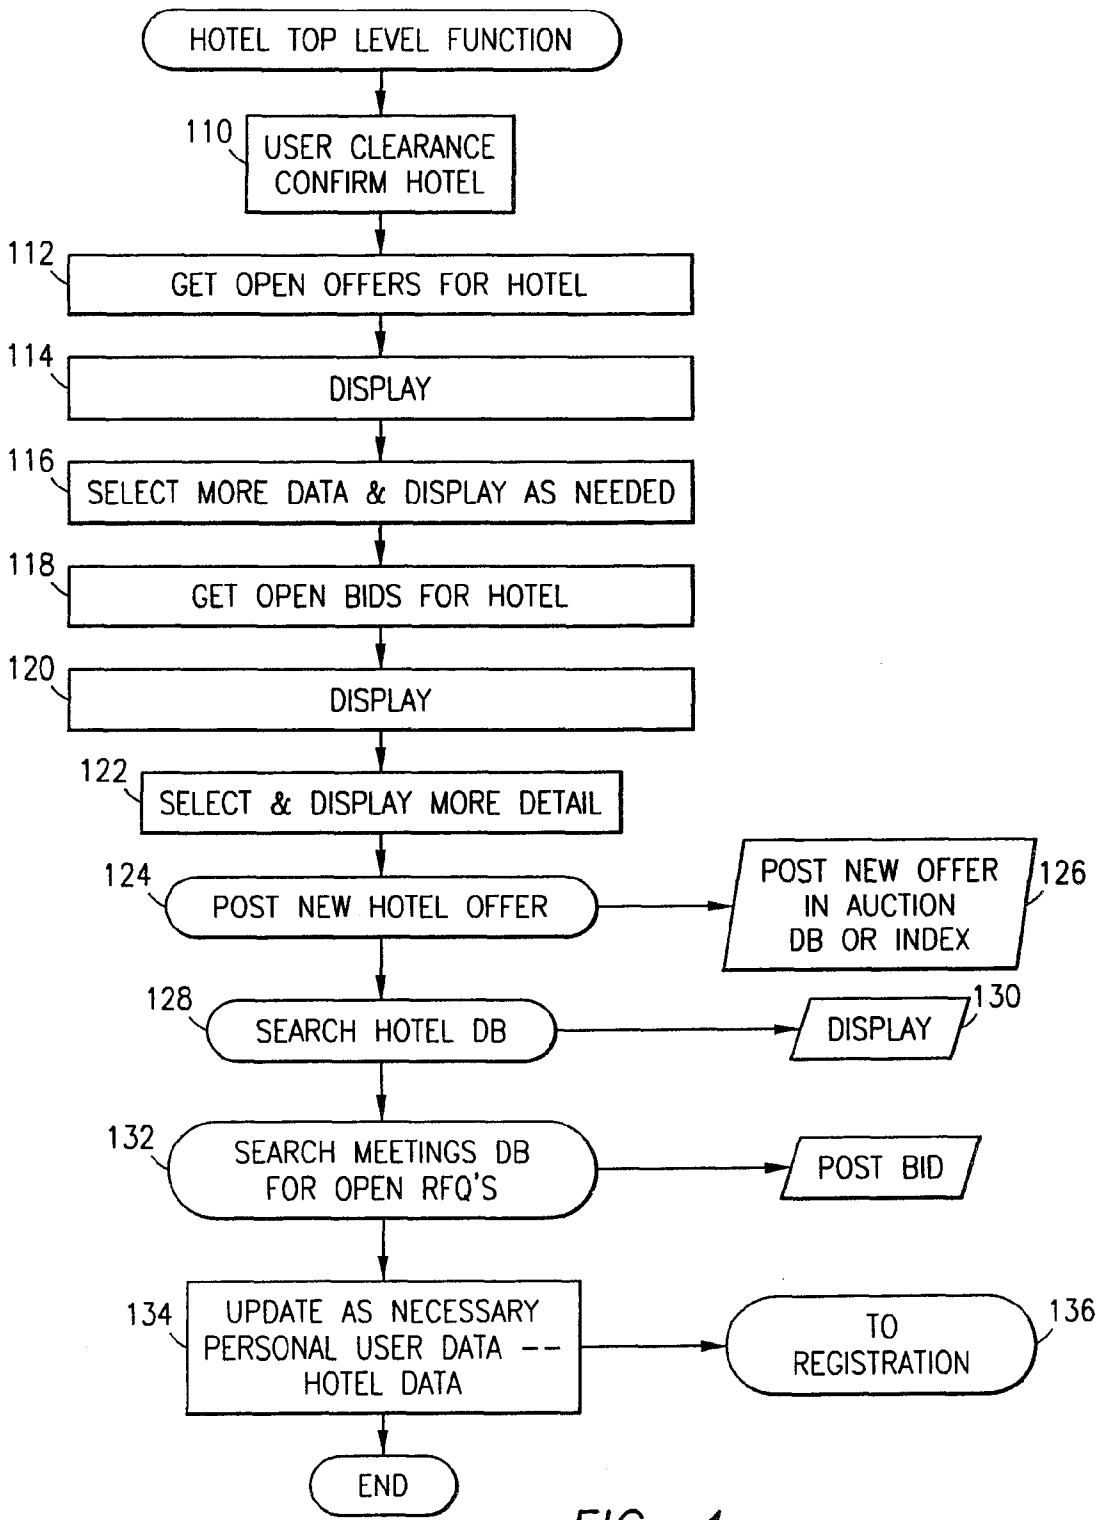 HOTEL TOP LEVEL FUNCTION
110
USER CLEARANCE
CONFIRM HOTEL
112
GET OPEN OFFERS FOR HOTEL
114
DISPLAY
116
SELECT MORE DATA & DISPLAY AS NEEDED
118
GET OPEN BIDS FOR HOTEL
120
DISPLAY
122
SELECT & DISPLAY MORE DETAIL
124
POST NEW HOTEL OFFER
POST NEW OFFER
IN AUCTION
DB OR INDEX
126
128
SEARCH HOTEL DB
DISPLAY
130
132
SEARCH MEETINGS DB
FOR OPEN RFQ'S
POST BID
134
UPDATE AS NECESSARY
PERSONAL USER DATA --
HOTEL DATA
TO
REGISTRATION
136
END